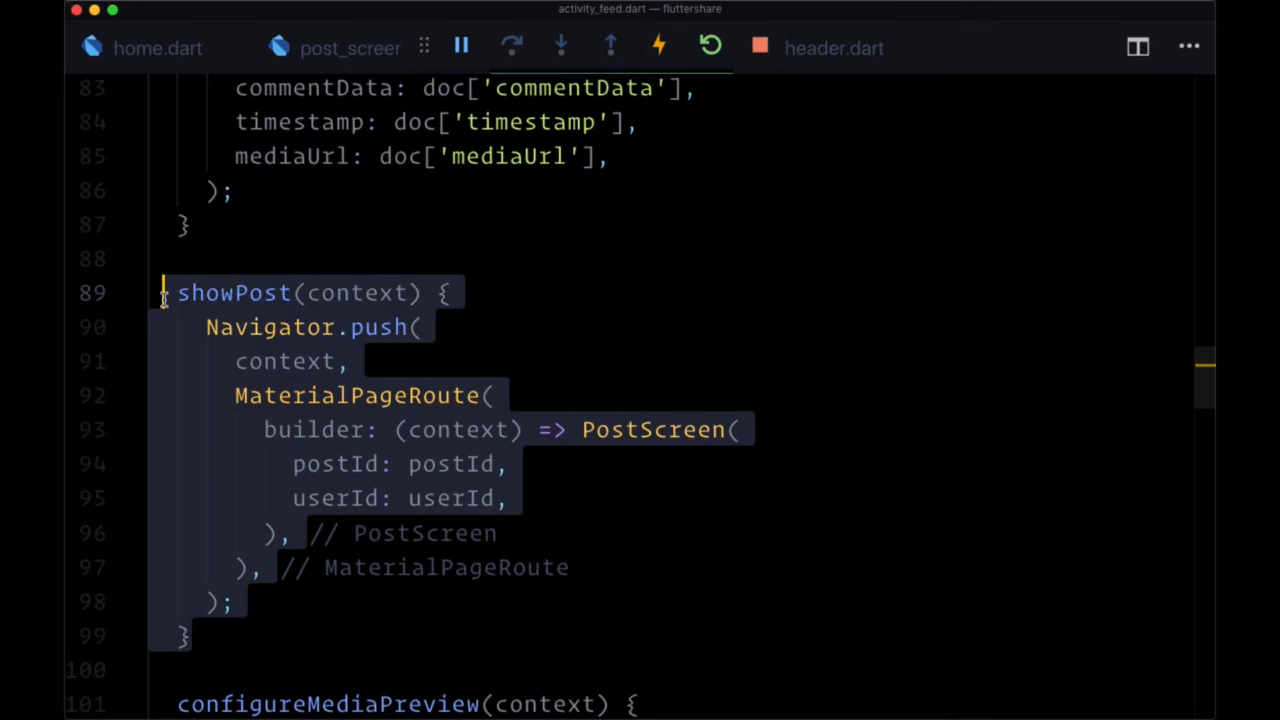 activity_feed.dart — fluttershare
home.dart post_screer header.dart
83 commentData: doc['commentData'],
84 timestamp: doc['timestamp'],
85 mediaUrl: doc['mediaUrl'],
86 );
87 }
88
89 showPost(context) {
90 Navigator.push(
91 context,
92 MaterialPageRoute(
93 builder: (context) => PostScreen(
94 postId: postId,
95 userId: userId,
96 ), // PostScreen
97 ), // MaterialPageRoute
98 );
99 }
100
101 configureMediaPreview(context) {